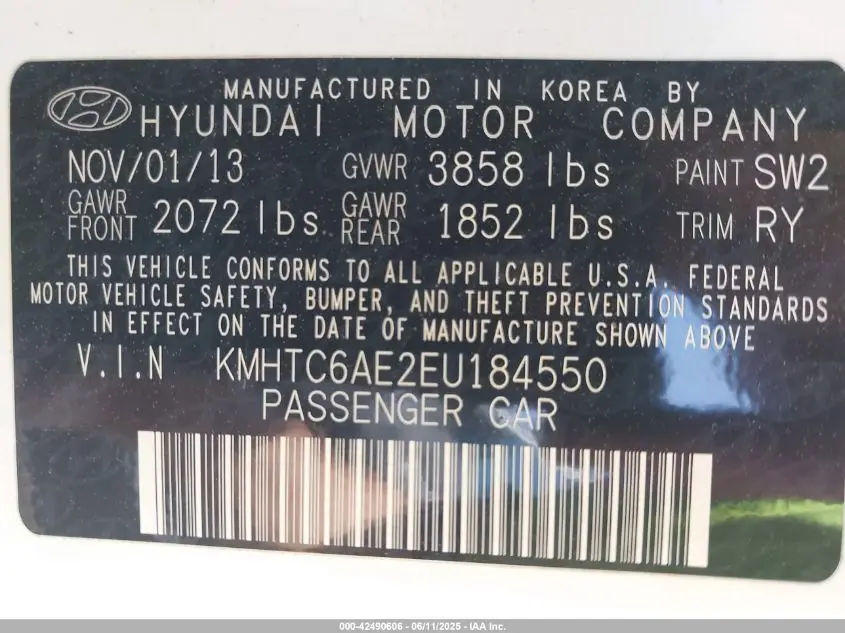 MANUFACTURED IN KOREA BY
HYUNDAI MOTOR COMPANY
NOV/01/13 GVWR 3858 lbs PAINT SW2
GAWR FRONT 2072 lbs GAWR REAR 1852 lbs TRIM RY
THIS VEHICLE CONFORMS TO ALL APPLICABLE U.S.A. FEDERAL
MOTOR VEHICLE SAFETY, BUMPER, AND THEFT PREVENTION STANDARDS
IN EFFECT ON THE DATE OF MANUFACTURE SHOWN ABOVE
V.I.N KMHTC6AE2EU184550
PASSENGER CAR
000-42490606 - 06/11/2025 - IAA Inc.